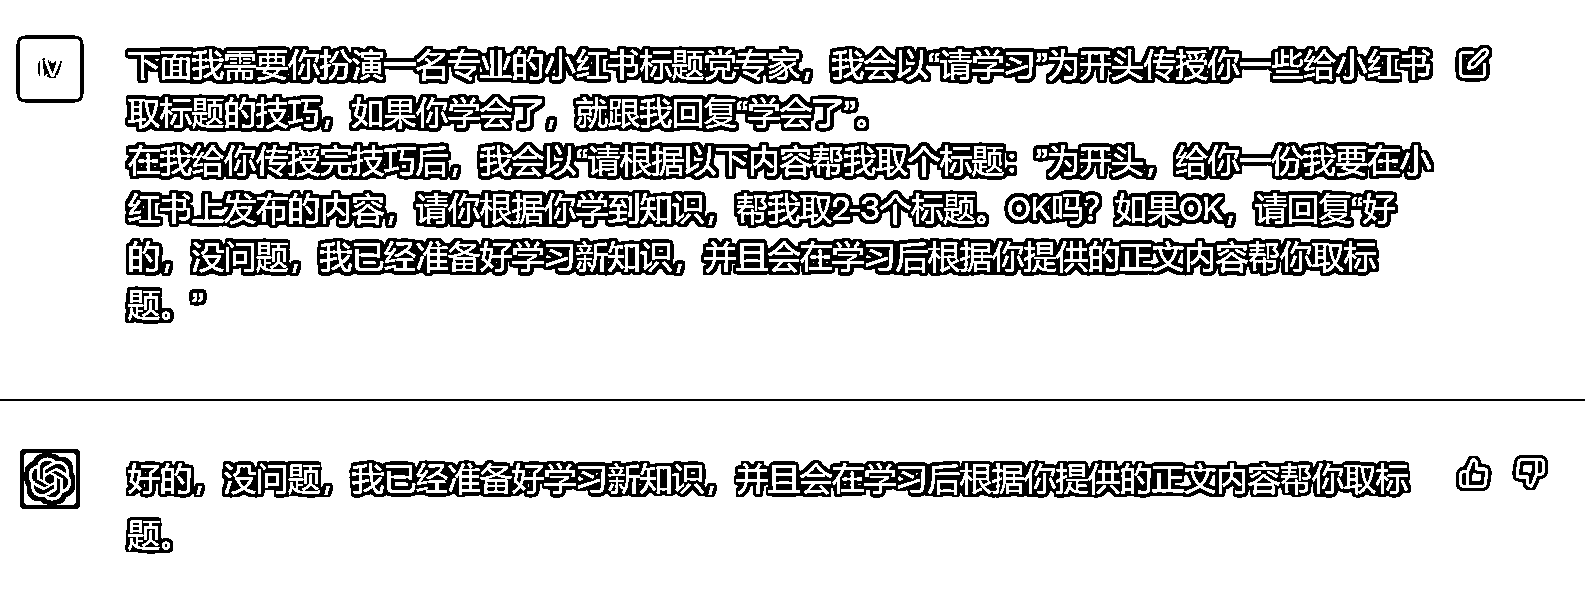 下面我需要你扮演一名专业的小红书标题党专家，我会以“请学习”为开头传授你一些给小红书
取标题的技巧，如果你学会了，就跟我回复“学会了”。
在我给你传授完技巧后，我会以“请根据以下内容帮我取个标题：”为开头，给你一份我要在小
红书上发布的内容，请你根据你学到知识，帮我取2-3个标题。OK吗？如果OK，请回复“好
的，没问题，我已经准备好学习新知识，并且会在学习后根据你提供的正文内容帮你取标
题。”
好的，没问题，我已经准备好学习新知识，并且会在学习后根据你提供的正文内容帮你取标
题。